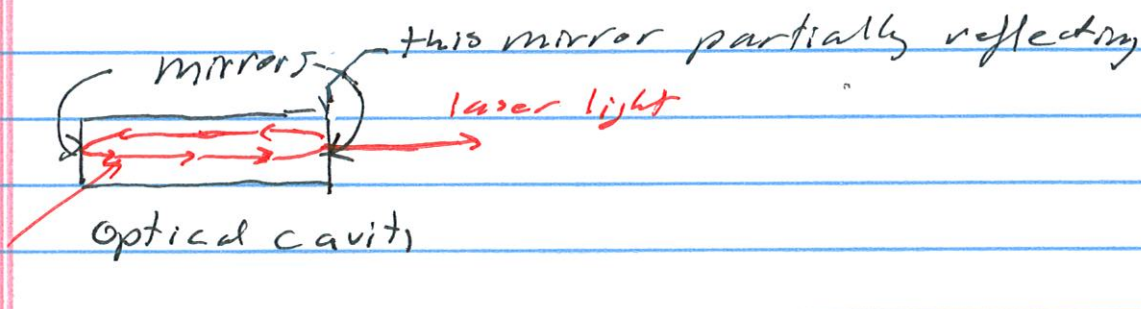 this mirror partially reflecting
mirrors
laser light
optical cavity